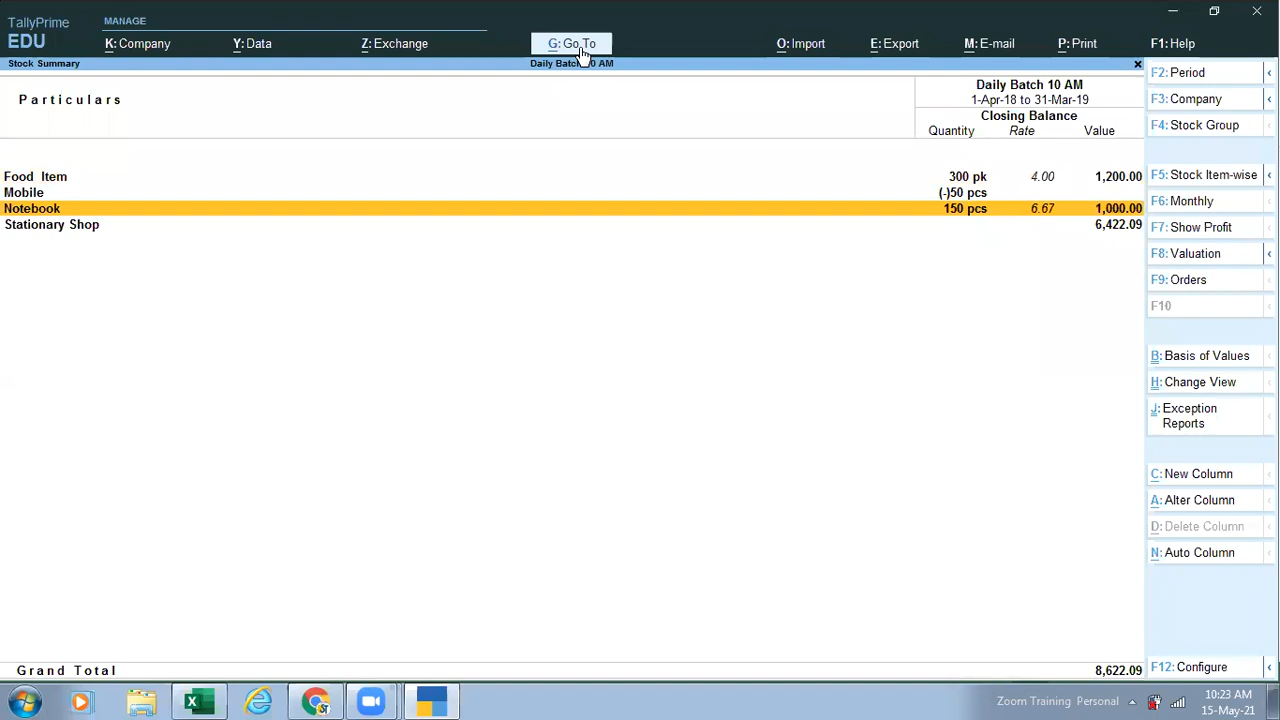 TallyPrime
EDU
MANAGE
K: Company
Y: Data
Z: Exchange
G: Go To
O: Import
E: Export
M: E-mail
P: Print
F1: Help
Stock Summary
Daily Batch 10 AM
Particulars
Daily Batch 10 AM
1-Apr-18 to 31-Mar-19
Closing Balance
Quantity Rate Value
Food Item 300 pk 4.00 1,200.00
Mobile (-)50 pcs
Notebook 150 pcs 6.67 1,000.00
Stationary Shop 6,422.09
Grand Total 8,622.09
F2: Period
F3: Company
F4: Stock Group
F5: Stock Item-wise
F6: Monthly
F7: Show Profit
F8: Valuation
F9: Orders
F10
B: Basis of Values
H: Change View
J: Exception
Reports
C: New Column
A: Alter Column
D: Delete Column
N: Auto Column
F12: Configure
Zoom Training Personal
10:23 AM
15-May-21